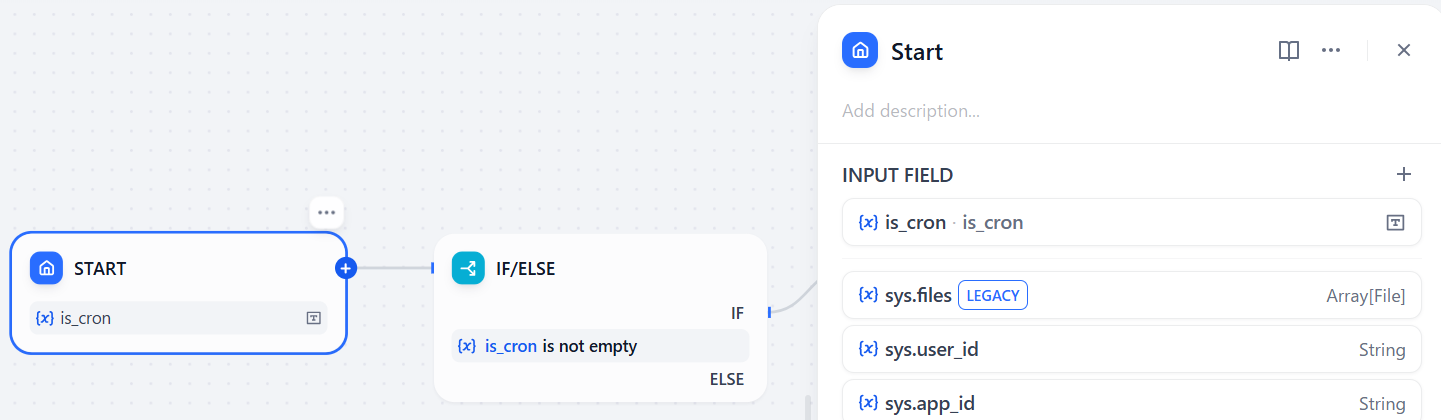 START
{x} is_cron
IF/ELSE
IF
{x} is_cron is not empty
ELSE
Start
Add description...
INPUT FIELD
{x} is_cron · is_cron
{x} sys.files LEGACY Array[File]
{x} sys.user_id String
{x} sys.app_id String